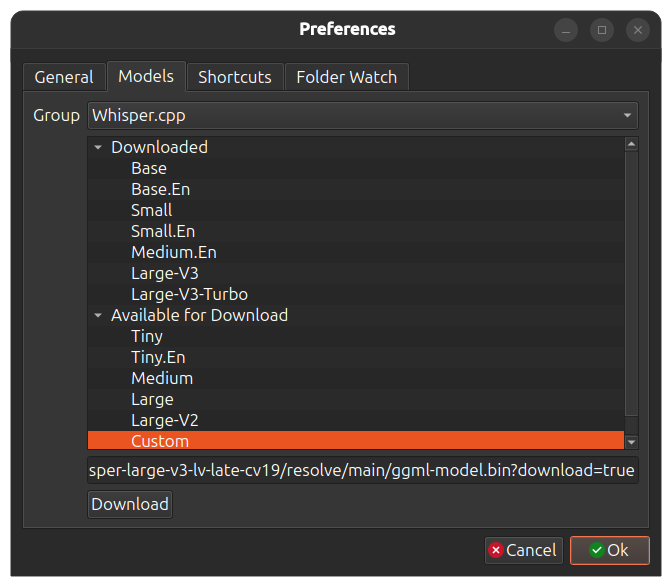 Preferences
General Models Shortcuts Folder Watch
Group Whisper.cpp
Downloaded
Base
Base.En
Small
Small.En
Medium.En
Large-V3
Large-V3-Turbo
Available for Download
Tiny
Tiny.En
Medium
Large
Large-V2
Custom
sper-large-v3-lv-late-cv19/resolve/main/ggml-model.bin?download=true
Download
Cancel Ok